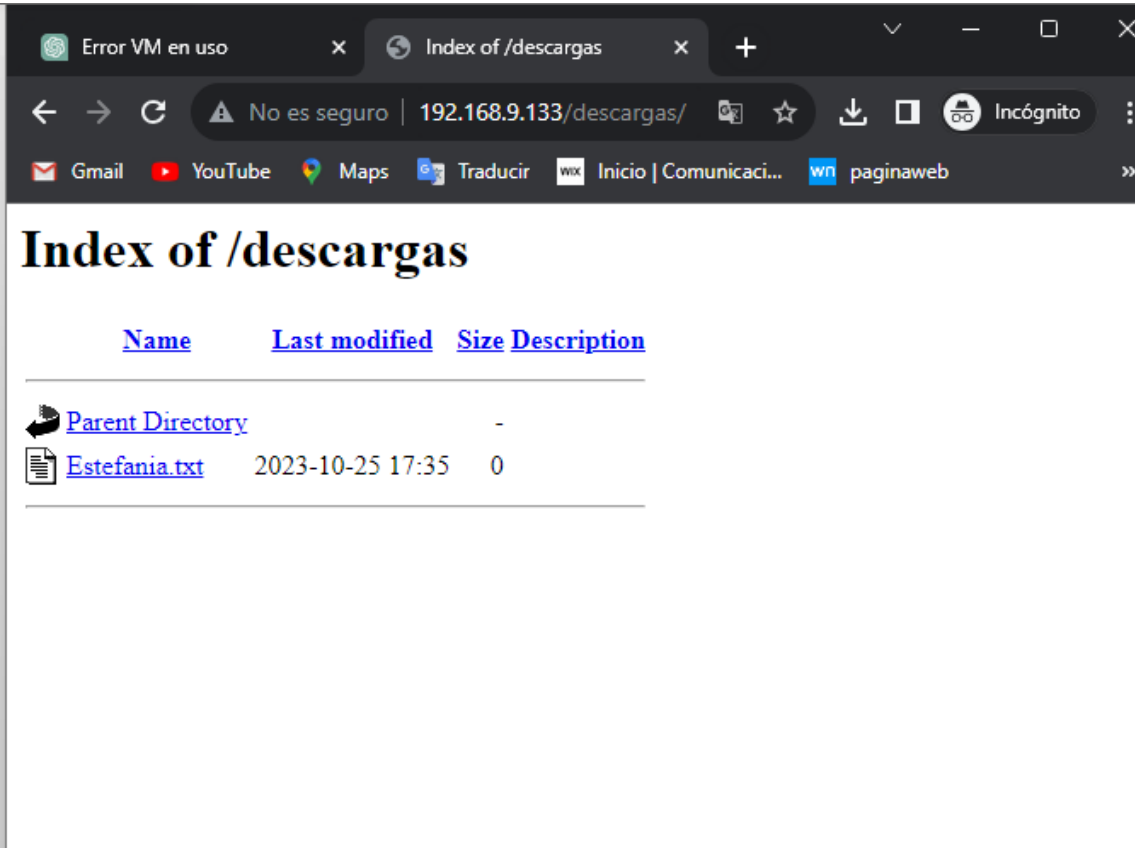 Error VM en uso Index of /descargas
No es seguro 192.168.9.133/descargas/ Incógnito
Gmail YouTube Maps Traducir WIX Inicio | Comunicaci... wn paginaweb »
Index of /descargas
Name Last modified Size Description
Parent Directory -
Estefania.txt 2023-10-25 17:35 0